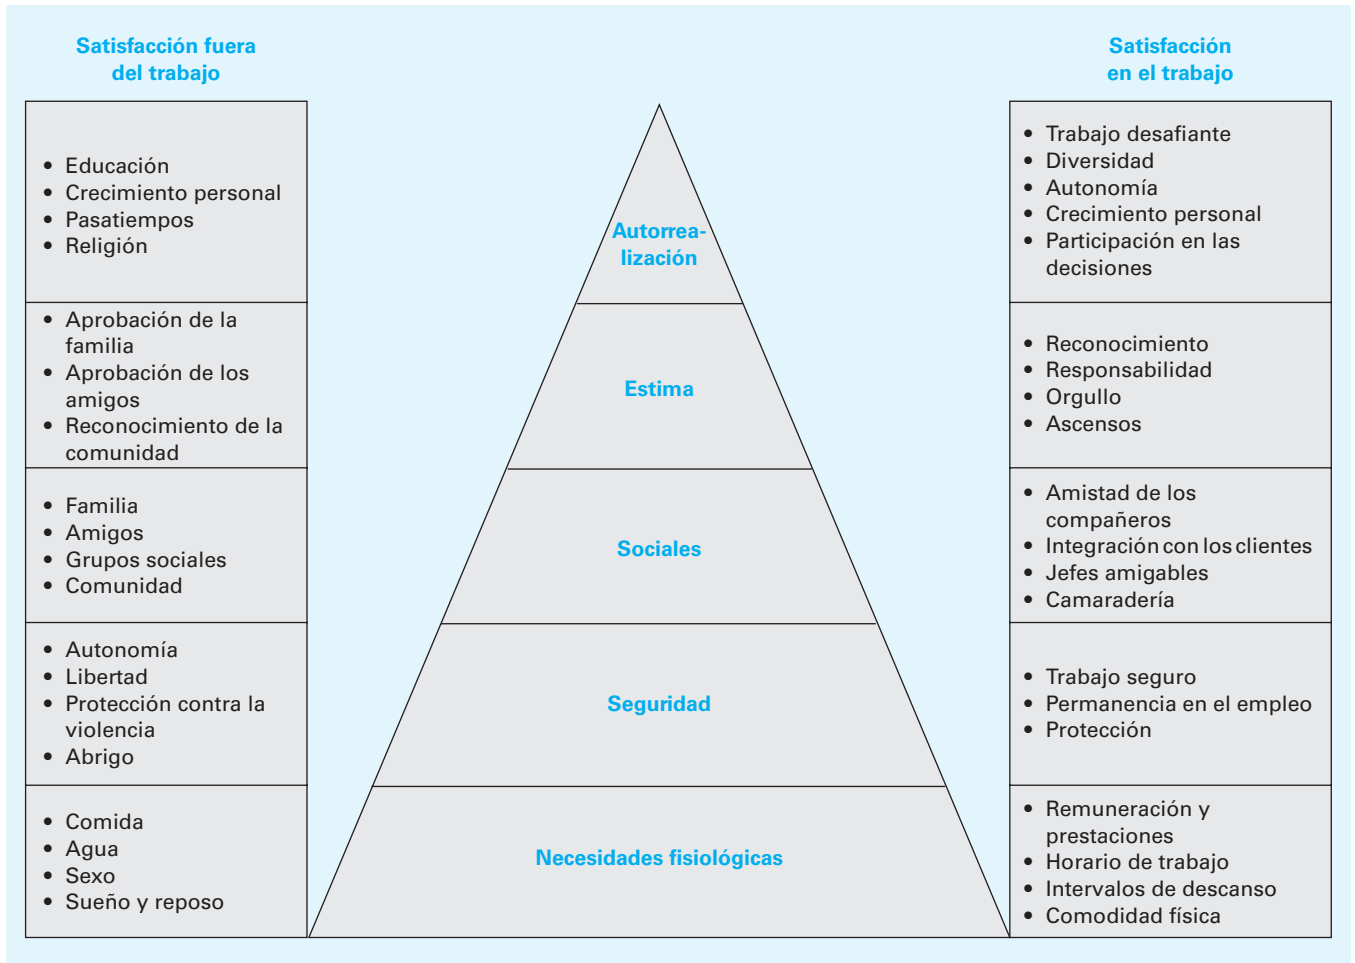 Satisfacción fuera
del trabajo
Satisfacción
en el trabajo
• Educación
• Crecimiento personal
• Pasatiempos
• Religión
Autorrea-
lización
• Trabajo desafiante
• Diversidad
• Autonomía
• Crecimiento personal
• Participación en las
decisiones
• Aprobación de la
familia
• Aprobación de los
amigos
• Reconocimiento de la
comunidad
Estima
• Reconocimiento
• Responsabilidad
• Orgullo
• Ascensos
• Familia
• Amigos
• Grupos sociales
• Comunidad
Sociales
• Amistad de los
compañeros
• Integración con los clientes
• Jefes amigables
• Camaradería
• Autonomía
• Libertad
• Protección contra la
violencia
• Abrigo
Seguridad
• Trabajo seguro
• Permanencia en el empleo
• Protección
• Comida
• Agua
• Sexo
• Sueño y reposo
Necesidades fisiológicas
• Remuneración y
prestaciones
• Horario de trabajo
• Intervalos de descanso
• Comodidad física